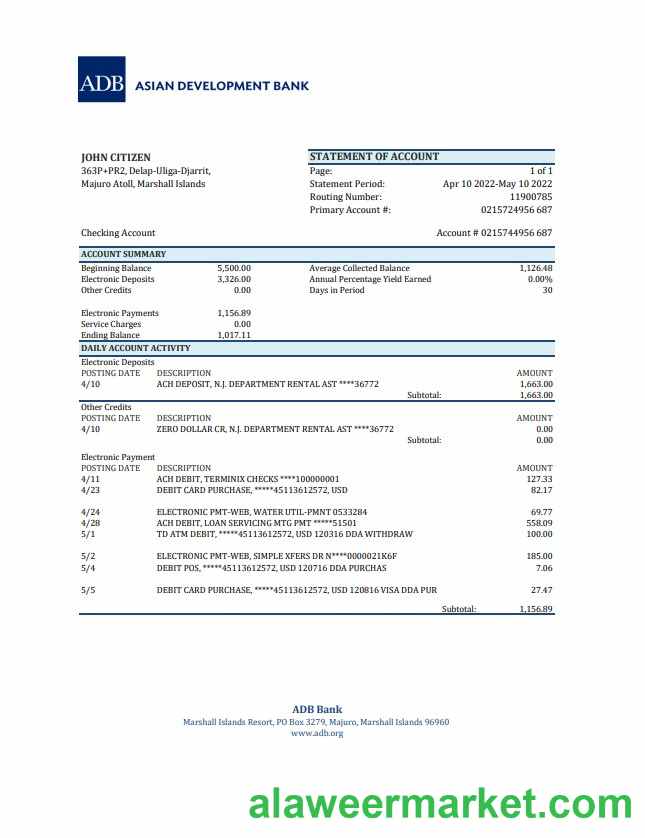 ADB ASIAN DEVELOPMENT BANK
JOHN CITIZEN
363P+PR2, Delap-Uliga-Djarrit,
Majuro Atoll, Marshall Islands
STATEMENT OF ACCOUNT
Page: 1 of 1
Statement Period: Apr 10 2022-May 10 2022
Routing Number: 11900785
Primary Account #: 0215724956 687
Checking Account Account # 0215744956 687
ACCOUNT SUMMARY
Beginning Balance 5,500.00 Average Collected Balance 1,126.48
Electronic Deposits 3,326.00 Annual Percentage Yield Earned 0.00%
Other Credits 0.00 Days in Period 30
Electronic Payments 1,156.89
Service Charges 0.00
Ending Balance 1,017.11
DAILY ACCOUNT ACTIVITY
Electronic Deposits
POSTING DATE DESCRIPTION AMOUNT
4/10 ACH DEPOSIT, N.J. DEPARTMENT RENTAL AST ****36772 1,663.00
Subtotal: 1,663.00
Other Credits
POSTING DATE DESCRIPTION AMOUNT
4/10 ZERO DOLLAR CR, N.J. DEPARTMENT RENTAL AST ****36772 0.00
Subtotal: 0.00
Electronic Payment
POSTING DATE DESCRIPTION AMOUNT
4/11 ACH DEBIT, TERMINIX CHECKS ****100000001 127.33
4/23 DEBIT CARD PURCHASE, *****45113612572, USD 82.17
4/24 ELECTRONIC PMT-WEB, WATER UTIL-PMNT 0533284 69.77
4/28 ACH DEBIT, LOAN SERVICING MTG PMT *****51501 558.09
5/1 TD ATM DEBIT, *****45113612572, USD 120316 DDA WITHDRAW 100.00
5/2 ELECTRONIC PMT-WEB, SIMPLE XFERS DR N****0000021K6F 185.00
5/4 DEBIT POS, *****45113612572, USD 120716 DDA PURCHAS 7.06
5/5 DEBIT CARD PURCHASE, *****45113612572, USD 120816 VISA DDA PUR 27.47
Subtotal: 1,156.89
ADB Bank
Marshall Islands Resort, PO Box 3279, Majuro, Marshall Islands 96960
www.adb.org
alaweermarket.com